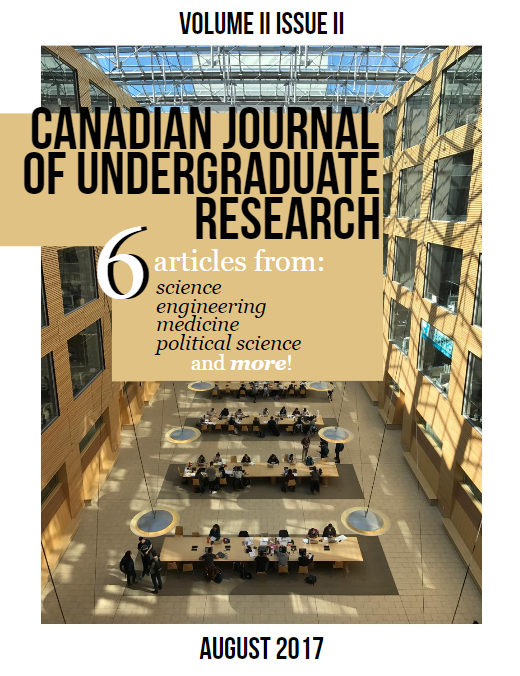 VOLUME II ISSUE II
CANADIAN JOURNAL
OF UNDERGRADUATE
RESEARCH
6 articles from:
science
engineering
medicine
political science
and more!
AUGUST 2017